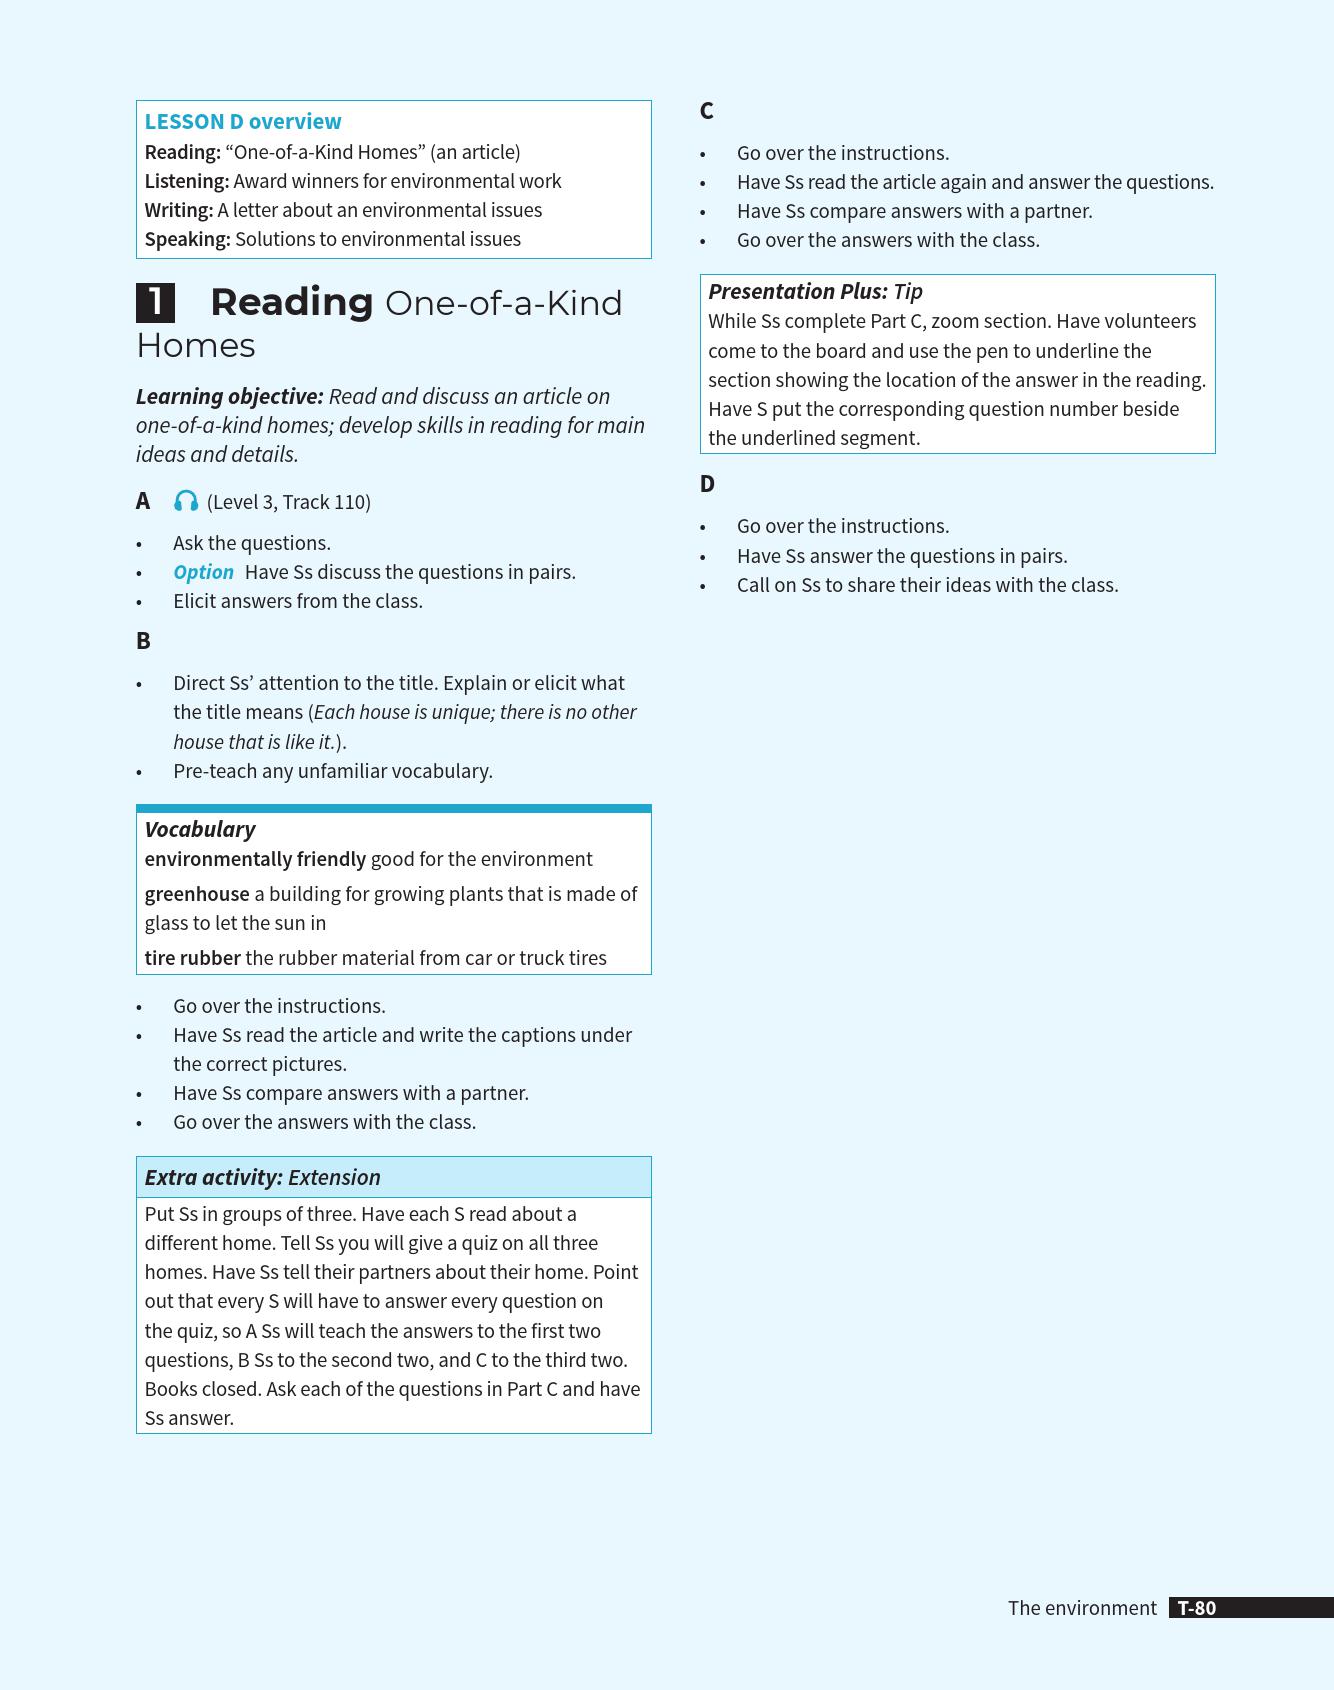 LESSON D overview
Reading: “One-of-a-Kind Homes” (an article)
Listening: Award winners for environmental work
Writing: A letter about an environmental issues
Speaking: Solutions to environmental issues
1 Reading One-of-a-Kind
Homes
Learning objective: Read and discuss an article on
one-of-a-kind homes; develop skills in reading for main
ideas and details.
A (Level 3, Track 110)
• Ask the questions.
• Option Have Ss discuss the questions in pairs.
• Elicit answers from the class.
B
• Direct Ss’ attention to the title. Explain or elicit what
the title means (Each house is unique; there is no other
house that is like it.).
• Pre-teach any unfamiliar vocabulary.
Vocabulary
environmentally friendly good for the environment
greenhouse a building for growing plants that is made of
glass to let the sun in
tire rubber the rubber material from car or truck tires
• Go over the instructions.
• Have Ss read the article and write the captions under
the correct pictures.
• Have Ss compare answers with a partner.
• Go over the answers with the class.
Extra activity: Extension
Put Ss in groups of three. Have each S read about a
different home. Tell Ss you will give a quiz on all three
homes. Have Ss tell their partners about their home. Point
out that every S will have to answer every question on
the quiz, so A Ss will teach the answers to the first two
questions, B Ss to the second two, and C to the third two.
Books closed. Ask each of the questions in Part C and have
Ss answer.
C
• Go over the instructions.
• Have Ss read the article again and answer the questions.
• Have Ss compare answers with a partner.
• Go over the answers with the class.
Presentation Plus: Tip
While Ss complete Part C, zoom section. Have volunteers
come to the board and use the pen to underline the
section showing the location of the answer in the reading.
Have S put the corresponding question number beside
the underlined segment.
D
• Go over the instructions.
• Have Ss answer the questions in pairs.
• Call on Ss to share their ideas with the class.
The environment T-80